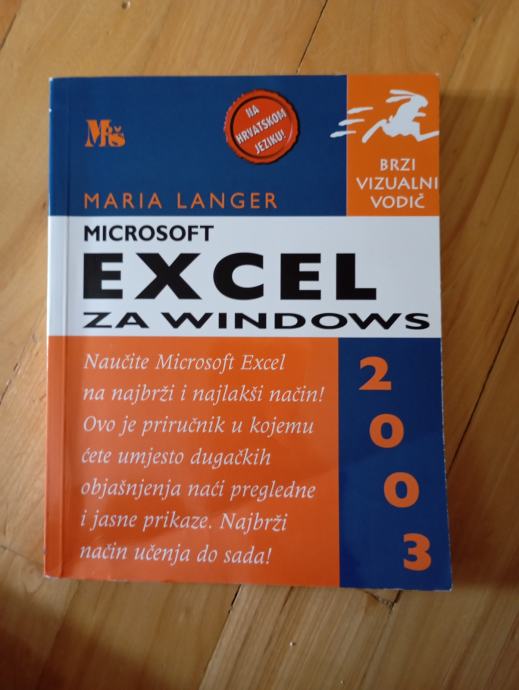 MiŠ
NA
HRVATSKOM
JEZIKU!
BRZI
VIZUALNI
VODIČ
MARIA LANGER
MICROSOFT
EXCEL
ZA WINDOWS
2003
Naučite Microsoft Excel
na najbrži i najlakši način!
Ovo je priručnik u kojemu
ćete umjesto dugačkih
objašnjenja naći pregledne
i jasne prikaze. Najbrži
način učenja do sada!